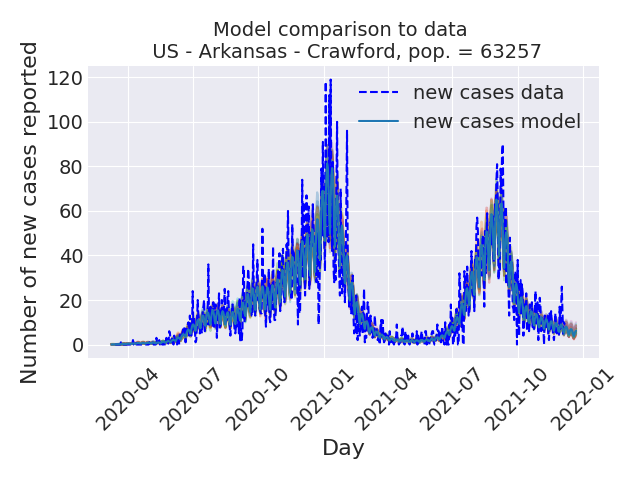 Model comparison to data
US - Arkansas - Crawford, pop. = 63257
new cases data
new cases model
Number of new cases reported
120
100
80
60
40
20
0
2020-04
2020-07
2020-10
2021-01
2021-04
2021-07
2021-10
2022-01
Day